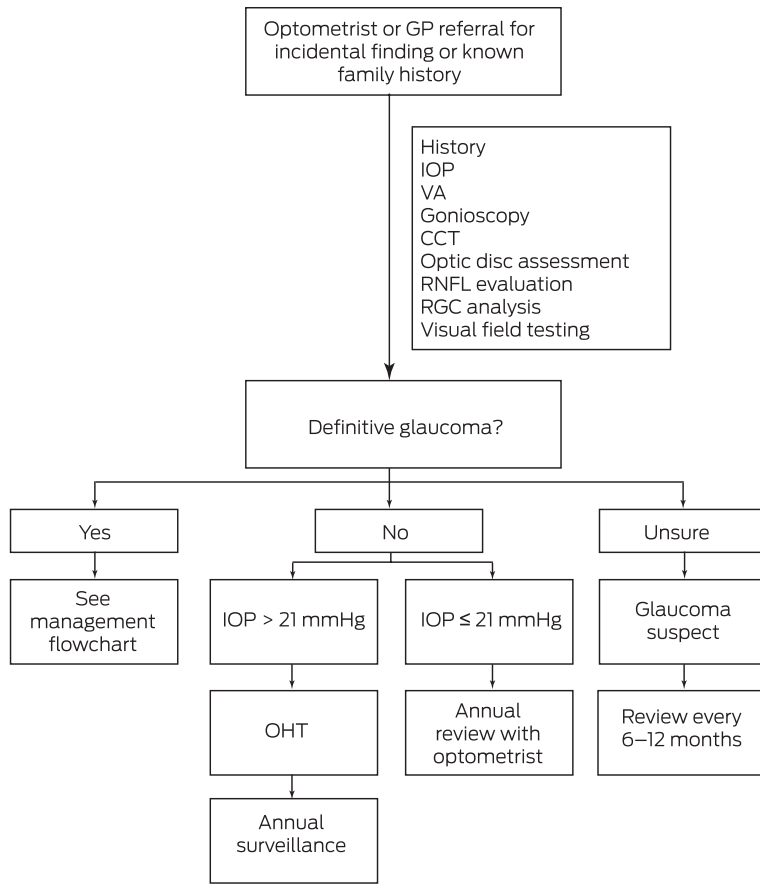 Optometrist or GP referral for
incidental finding or known
family history
History
IOP
VA
Gonioscopy
CCT
Optic disc assessment
RNFL evaluation
RGC analysis
Visual field testing
Definitive glaucoma?
Yes
No
Unsure
See
management
flowchart
IOP > 21 mmHg
IOP ≤ 21 mmHg
Glaucoma
suspect
OHT
Annual
review with
optometrist
Review every
6–12 months
Annual
surveillance